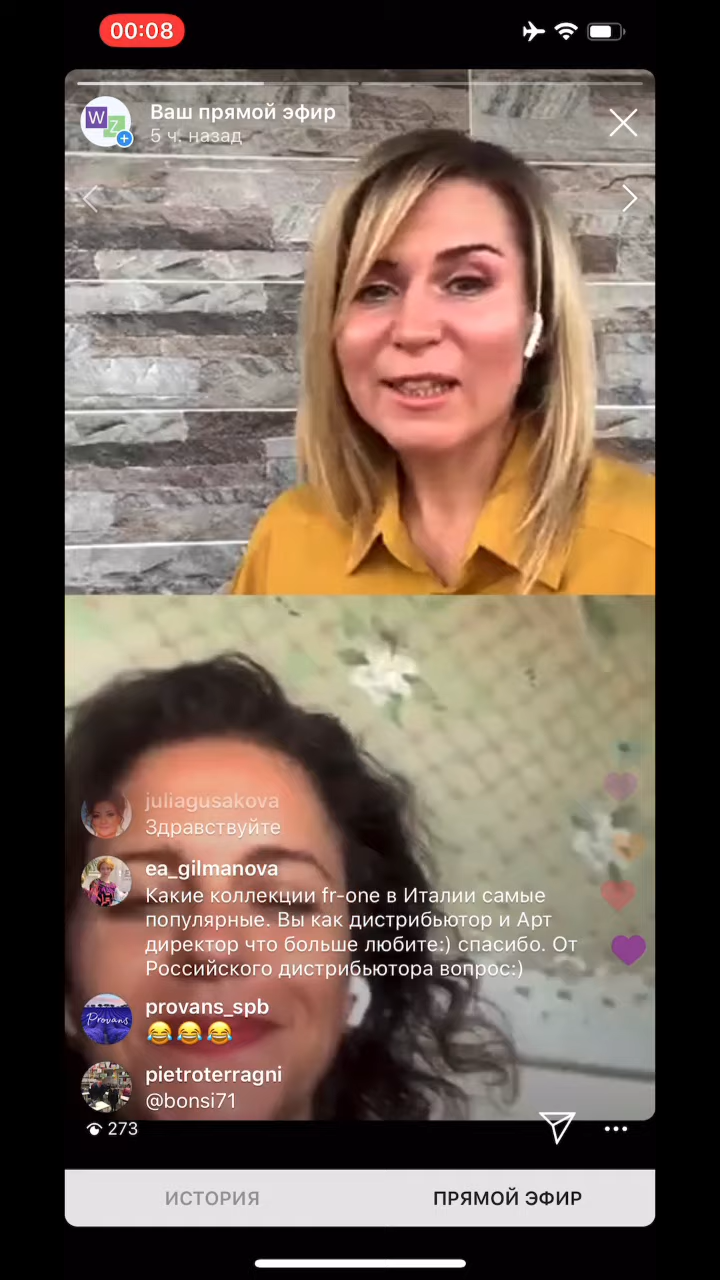 00:08
W
Z
Ваш прямой эфир
5 ч. назад
juliagusakova
Здравствуйте
ea_gilmanova
Какие коллекции fr-one в Италии самые
популярные. Вы как дистрибьютор и Арт
директор что больше любите:) спасибо. От
Российского дистрибьютора вопрос:)
provans_spb
Provans
😂😂😂
pietroterragni
@bonsi71
273
ИСТОРИЯ
ПРЯМОЙ ЭФИР